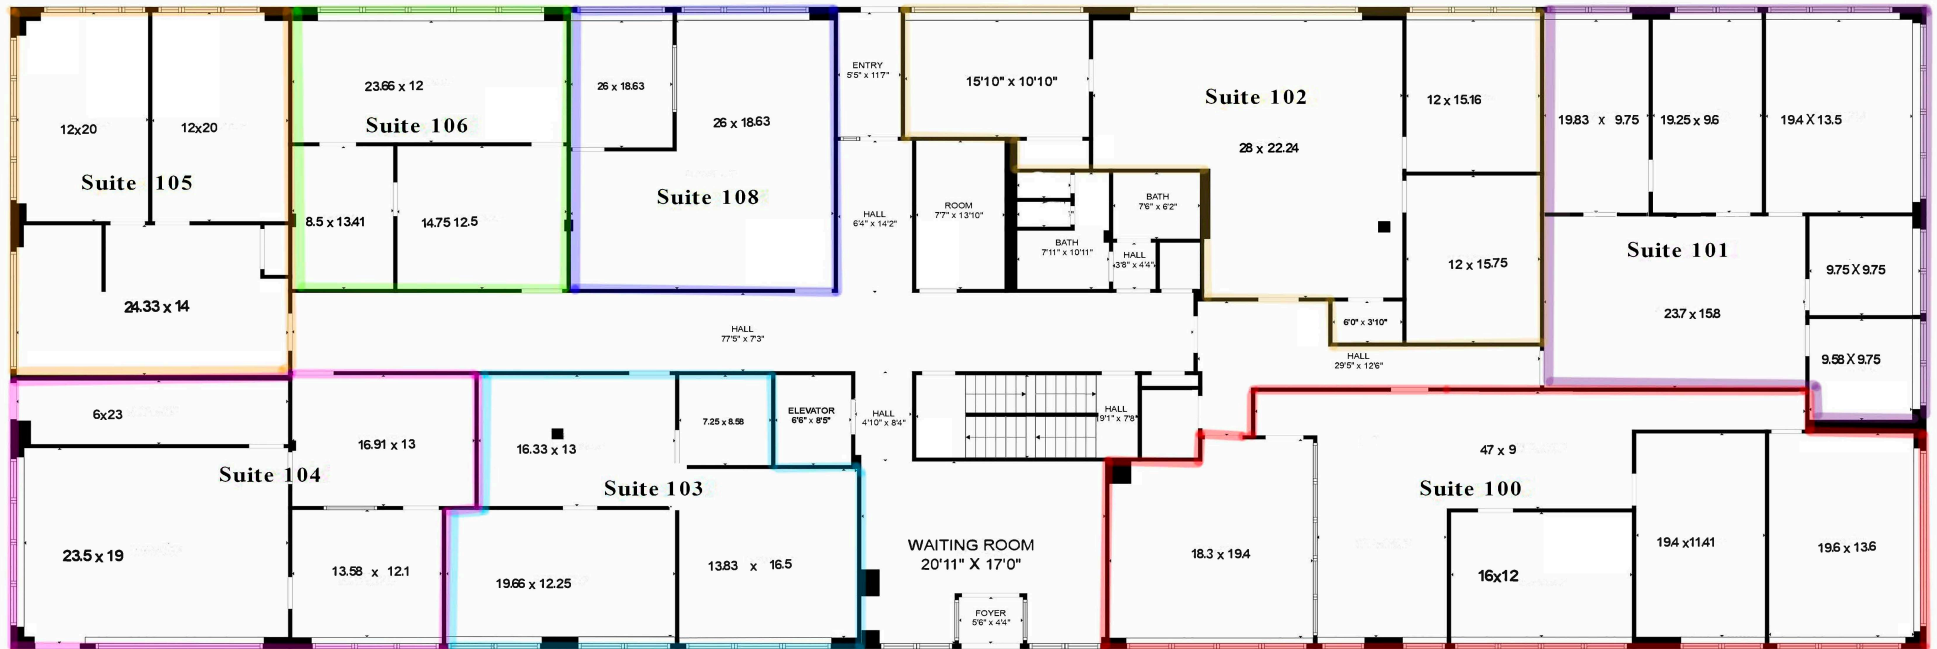 12x20
12x20
Suite 105
24.33 x 14
23.66 x 12
Suite 106
8.5 x 13.41
14.75 12.5
26 x 18.63
26 x 18.63
Suite 108
ENTRY
5'5" x 11'7"
HALL
6'4" x 14'2"
15'10" x 10'10"
ROOM
7'7" x 13'10"
BATH
7'6" x 6'2"
BATH
7'11" x 10'11"
HALL
3'8" x 4'4"
Suite 102
28 x 22.24
12 x 15.16
12 x 15.75
6'0" x 3'10"
19.83 x 9.75
19.25 x 9.6
19.4 X 13.5
Suite 101
23.7 x 15.8
9.75 X 9.75
9.58 X 9.75
HALL
77'5" x 7'3"
HALL
29'5" x 12'6"
6x23
16.91 x 13
Suite 104
23.5 x 19
13.58 x 12.1
16.33 x 13
7.25 x 8.58
Suite 103
19.66 x 12.25
13.83 x 16.5
ELEVATOR
6'6" x 8'5"
HALL
4'10" x 8'4"
HALL
9'1" x 7'8"
WAITING ROOM
20'11" X 17'0"
FOYER
5'6" x 4'4"
47 x 9
Suite 100
18.3 x 19.4
16x12
19.4 x11.41
19.6 x 13.6